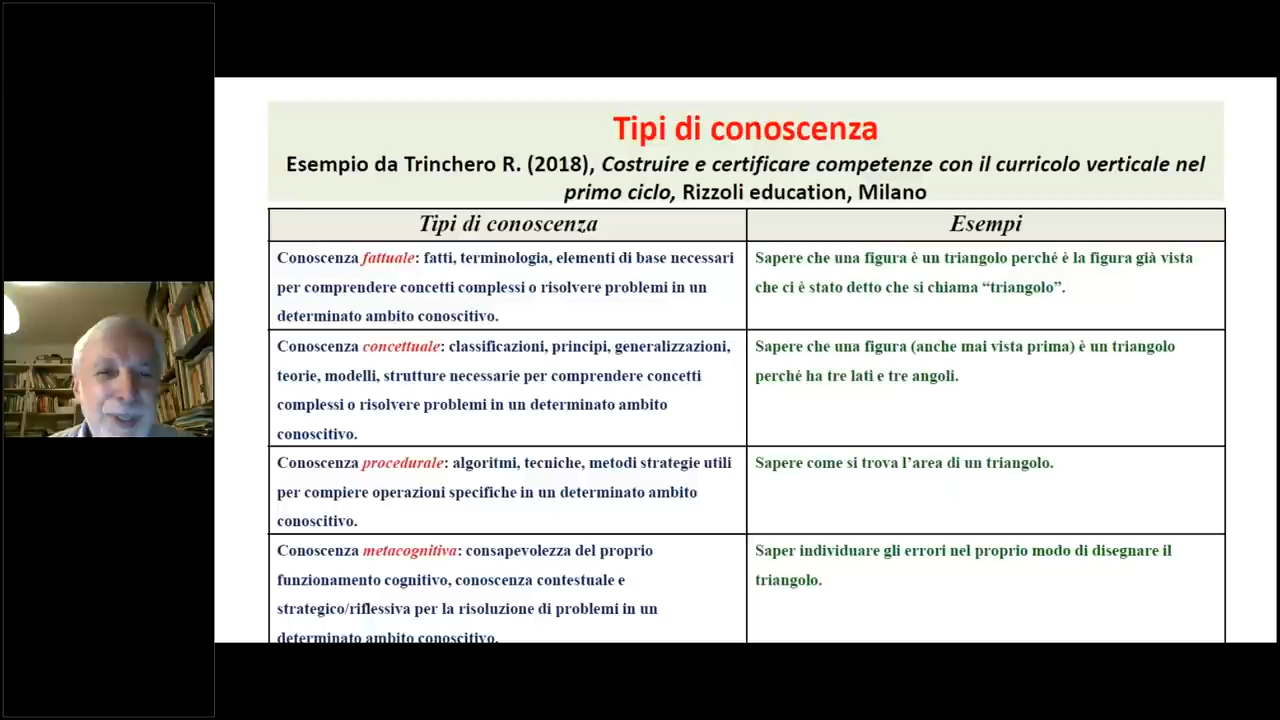 Tipi di conoscenza
Esempio da Trinchero R. (2018), Costruire e certificare competenze con il curricolo verticale nel
primo ciclo, Rizzoli education, Milano
Tipi di conoscenza
Esempi
Conoscenza fattuale: fatti, terminologia, elementi di base necessari
per comprendere concetti complessi o risolvere problemi in un
determinato ambito conoscitivo.
Sapere che una figura è un triangolo perché è la figura già vista
che ci è stato detto che si chiama “triangolo”.
Conoscenza concettuale: classificazioni, principi, generalizzazioni,
teorie, modelli, strutture necessarie per comprendere concetti
complessi o risolvere problemi in un determinato ambito
conoscitivo.
Sapere che una figura (anche mai vista prima) è un triangolo
perché ha tre lati e tre angoli.
Conoscenza procedurale: algoritmi, tecniche, metodi strategie utili
per compiere operazioni specifiche in un determinato ambito
conoscitivo.
Sapere come si trova l’area di un triangolo.
Conoscenza metacognitiva: consapevolezza del proprio
funzionamento cognitivo, conoscenza contestuale e
strategico/riflessiva per la risoluzione di problemi in un
determinato ambito conoscitivo.
Saper individuare gli errori nel proprio modo di disegnare il
triangolo.